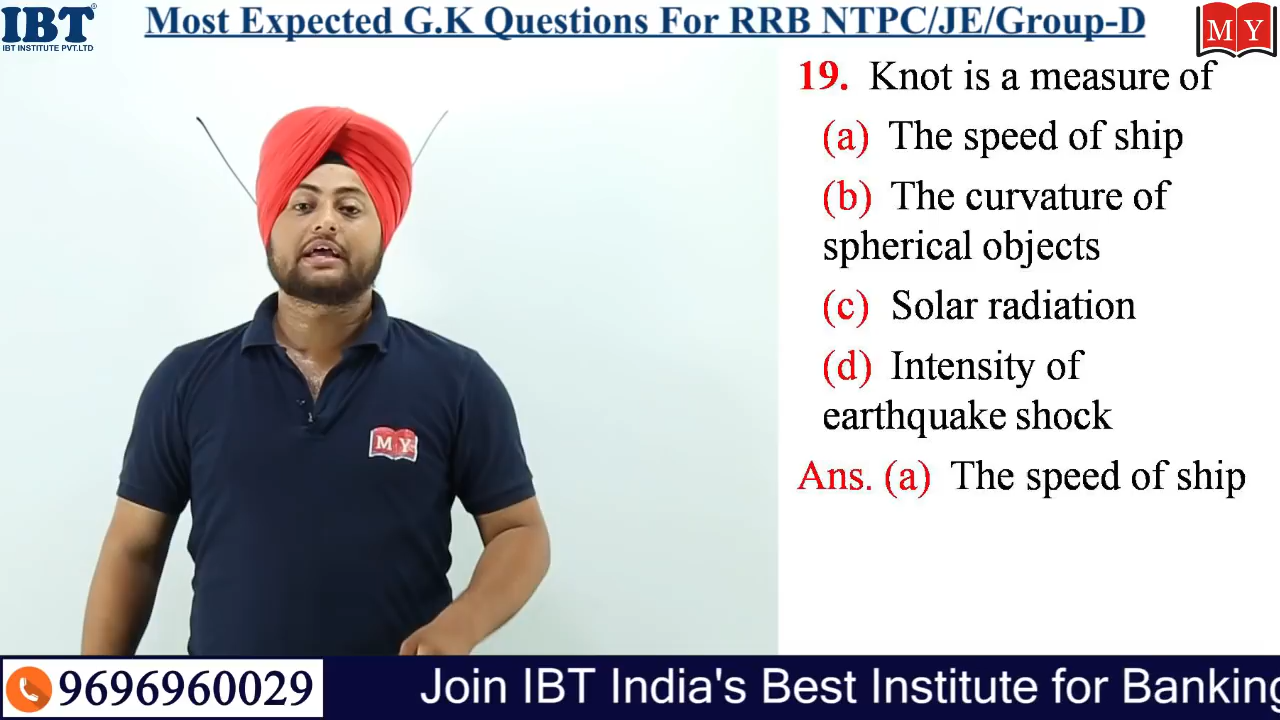 IBT
IBT INSTITUTE PVT.LTD
Most Expected G.K Questions For RRB NTPC/JE/Group-D
MY
19. Knot is a measure of
(a) The speed of ship
(b) The curvature of
spherical objects
(c) Solar radiation
(d) Intensity of
earthquake shock
Ans. (a) The speed of ship
MY
9696960029
Join IBT India's Best Institute for Banking